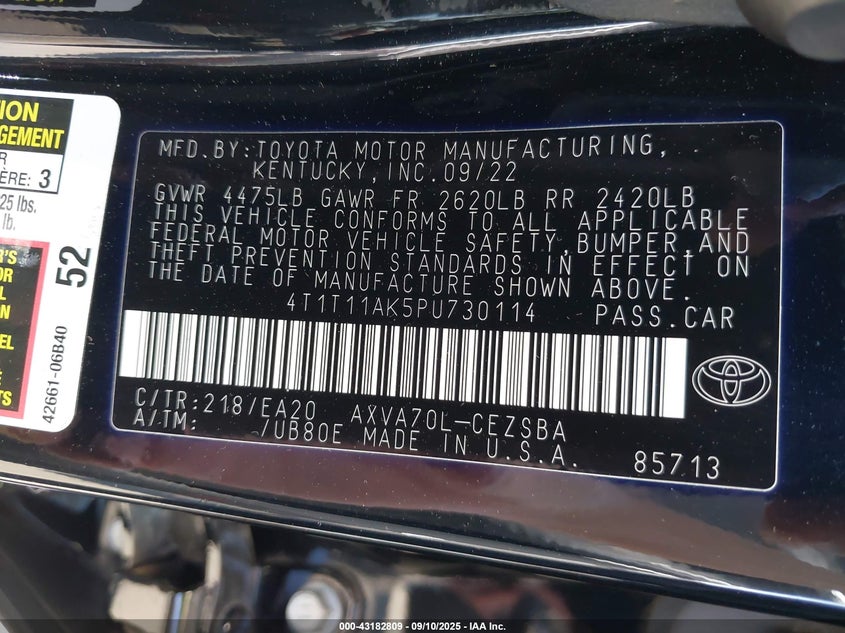 TION
GEMENT
ÈRE: 3
25 lbs.
lb.
52
42661-06B40
MFD.BY:TOYOTA MOTOR MANUFACTURING,
KENTUCKY,INC.09/22
GVWR 4475LB GAWR FR 2620LB RR 2420LB
THIS VEHICLE CONFORMS TO ALL APPLICABLE
FEDERAL MOTOR VEHICLE SAFETY,BUMPER,AND
THEFT PREVENTION STANDARDS IN EFFECT ON
THE DATE OF MANUFACTURE SHOWN ABOVE.
4T1T11AK5PU730114 PASS.CAR
C/TR:218/EA20 AXVA70L-CEZSBA
A/TM: /UB80E MADE IN U.S.A.
85713
000-43182809 - 09/10/2025 - IAA Inc.